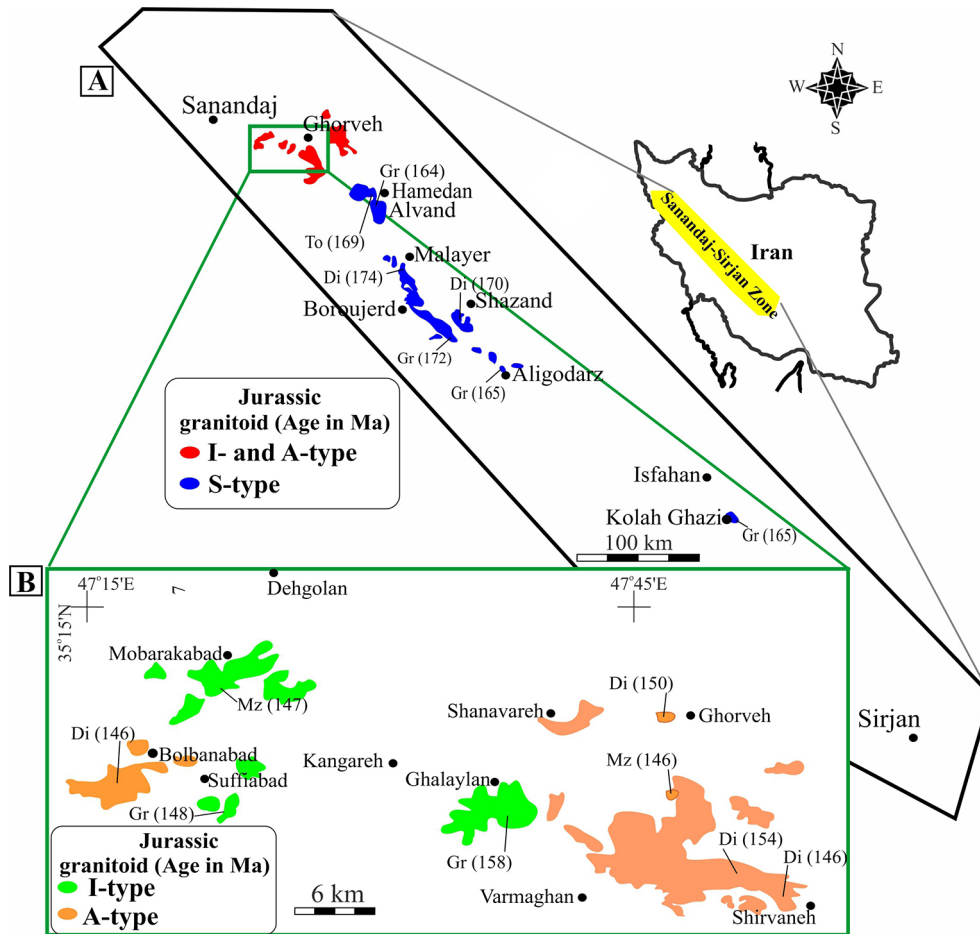 A
Sanandaj
Ghorveh
Gr (164)
Hamedan
Alvand
To (169)
Malayer
Di (174)
Di (170)
Boroujerd
Shazand
Gr (172)
Gr (165)
Aligodarz
Jurassic
granitoid (Age in Ma)
I- and A-type
S-type
Isfahan
Kolah Ghazi
Gr (165)
100 km
Sirjan
N
W
E
S
Sanandaj-Sirjan Zone
Iran
B
47°15'E
47°45'E
35°15'N
7
Dehgolan
Mobarakabad
Mz (147)
Di (146)
Bolbanabad
Suffiabad
Gr (148)
Kangareh
Shanavareh
Di (150)
Ghorveh
Mz (146)
Ghalaylan
Gr (158)
Di (154)
Di (146)
Varmaghan
Shirvaneh
Jurassic
granitoid (Age in Ma)
I-type
A-type
6 km